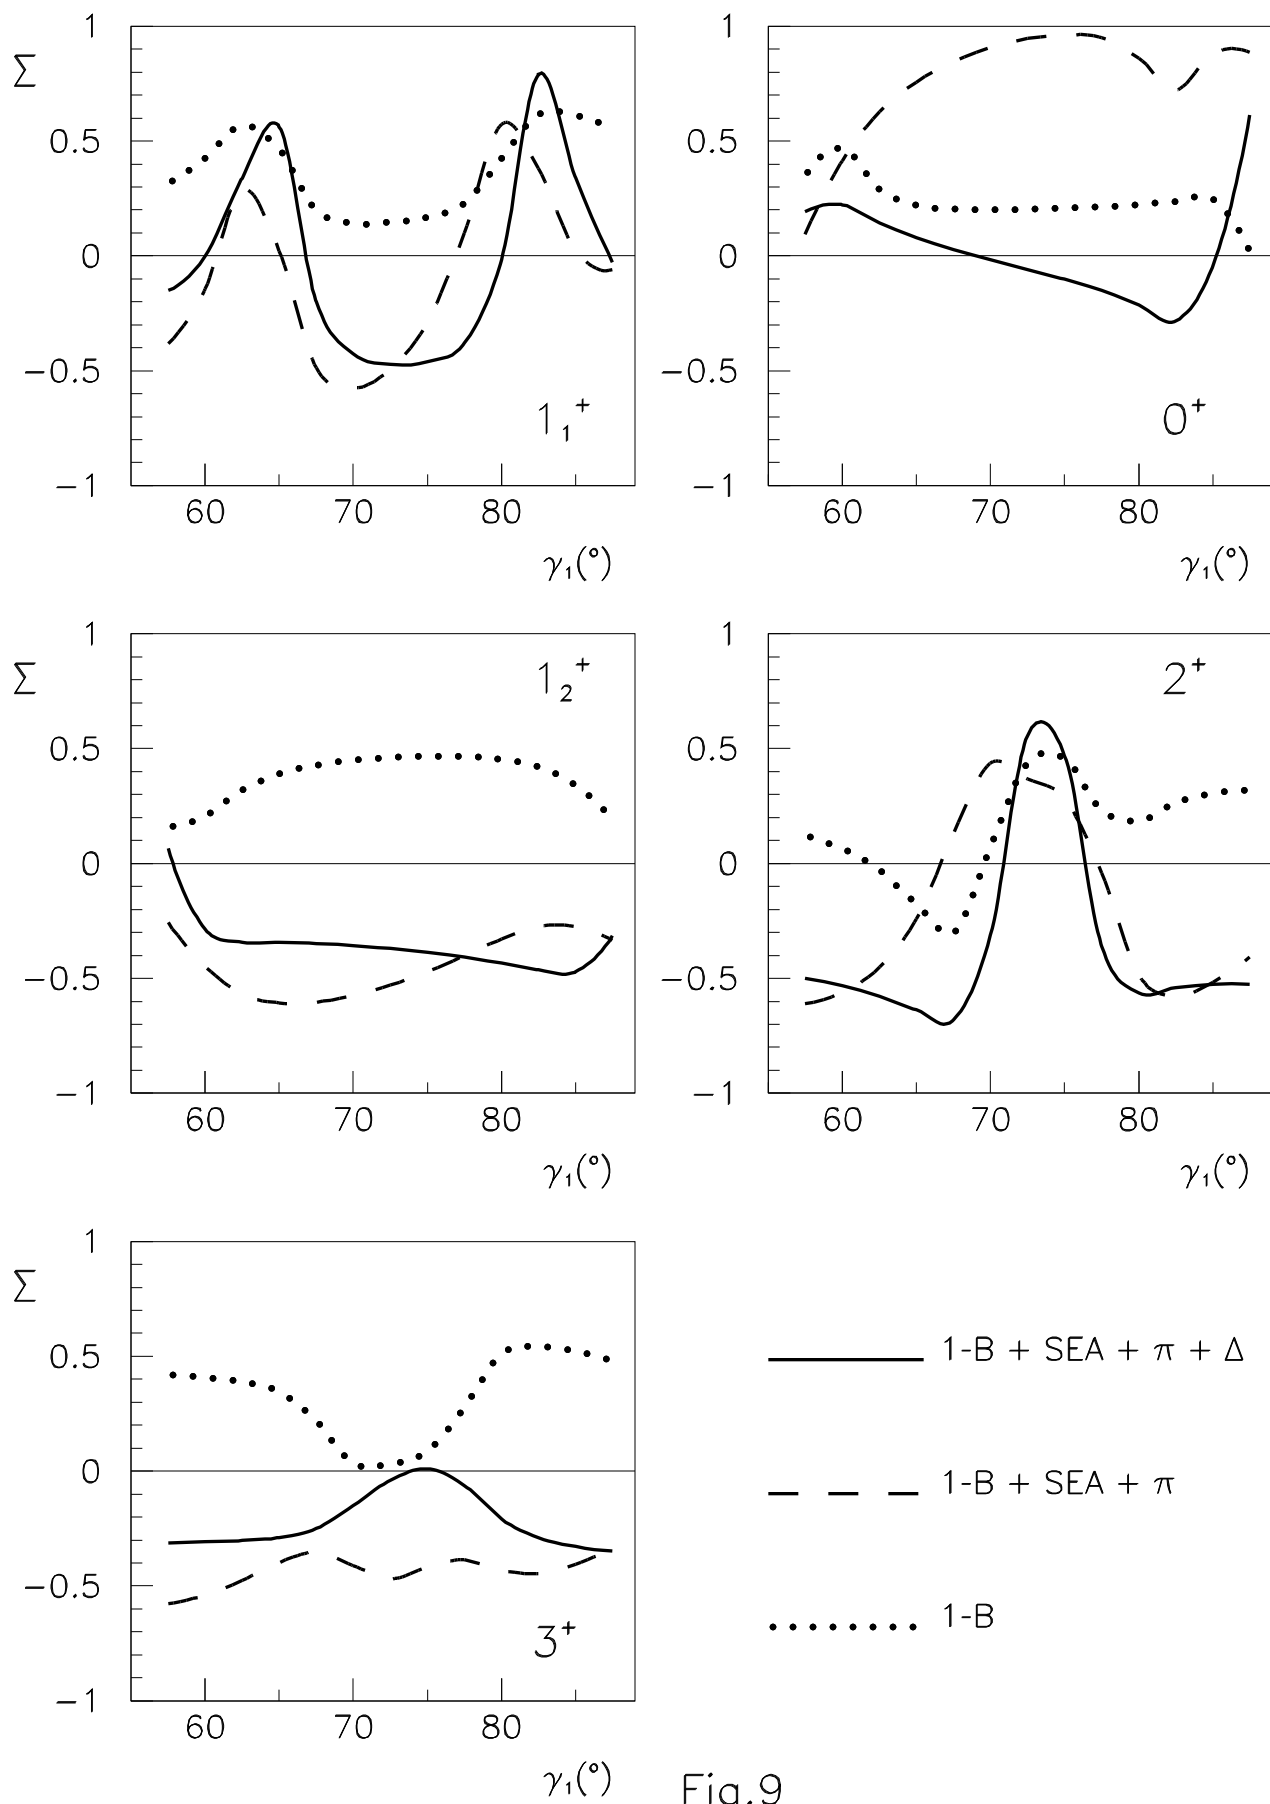 1 1
Σ
0.5 0.5
0 0
−0.5 −0.5
1₁⁺ 0⁺
−1 −1
60 70 80 60 70 80
γ₁(°) γ₁(°)
1 1
Σ 1₂⁺ 2⁺
0.5 0.5
0 0
−0.5 −0.5
−1 −1
60 70 80 60 70 80
γ₁(°) γ₁(°)
1
Σ
0.5 1-B + SEA + π + Δ
0
1-B + SEA + π
−0.5
3⁺ 1-B
−1
60 70 80
γ₁(°) Fig.9